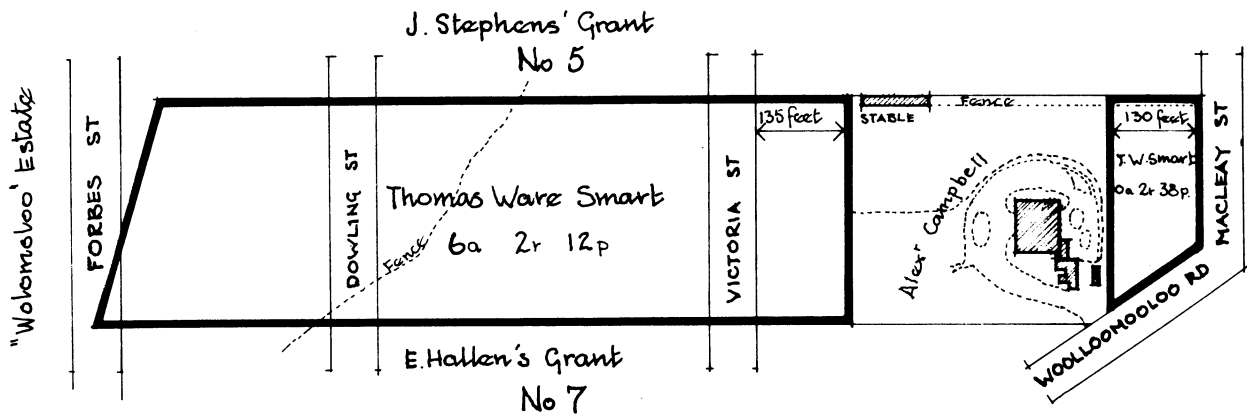 J. Stephens' Grant
No 5
"Wolomoloo' Estate
FORBES ST
DOWLING ST
Fence
Thomas Ware Smart
6a 2r 12p
VICTORIA ST
135 feet
STABLE
Fence
Alexr Campbell
130 feet
T.W.Smart
0a 2r 38p.
MACLEAY ST
WOOLLOOMOOLOO RD
E.Hallen's Grant
No 7